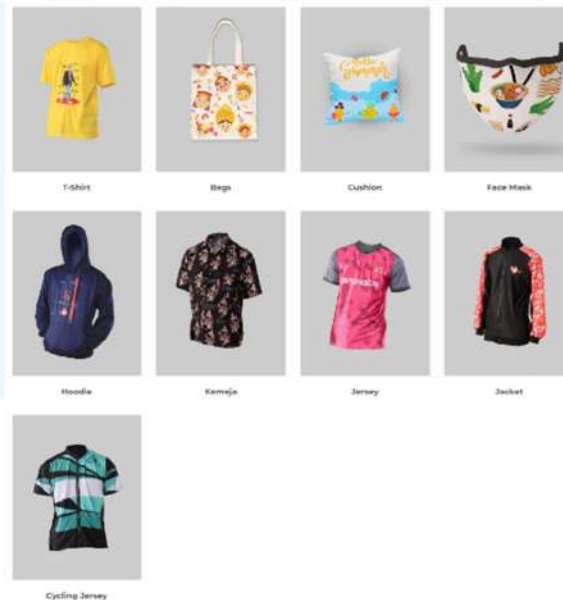 T-Shirt
Bags
Cushion
Face Mask
Hoodie
Kemeja
Jersey
Jacket
Cycling Jersey